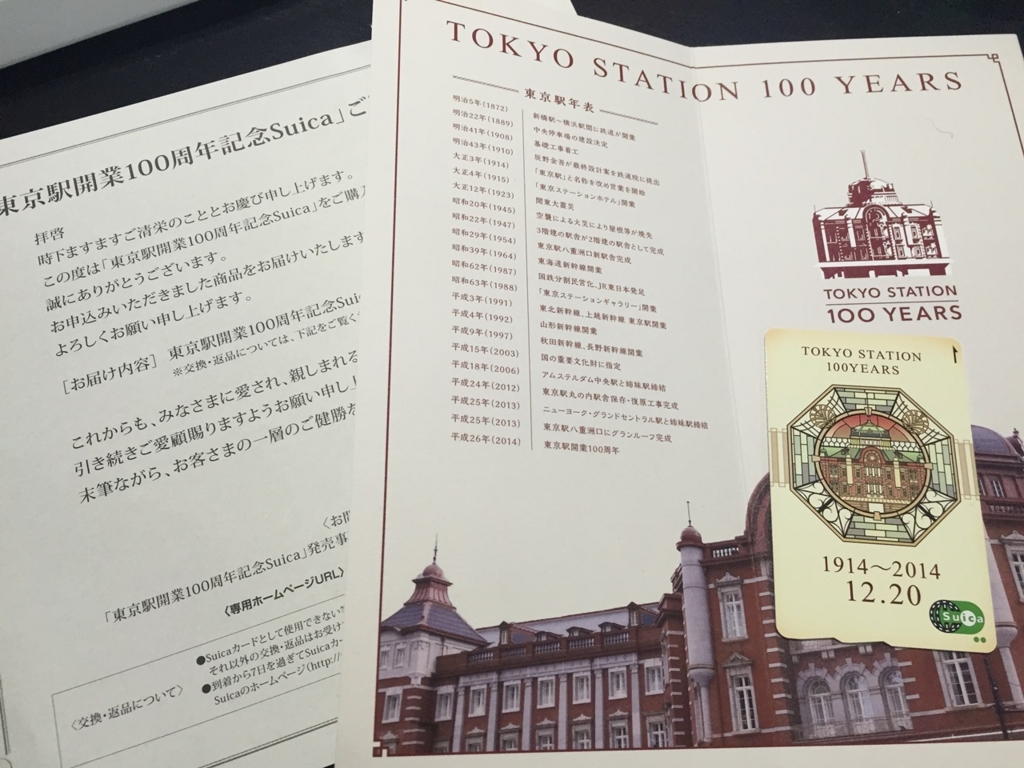 東京駅開業100周年記念Suica」ご
拝啓
時下ますますご清栄のこととお慶び申し上げます。
この度は「東京駅開業100周年記念Suica」をご購入
誠にありがとうございます。
お申込みいただきました商品をお届けいたします
よろしくお願い申し上げます。
［お届け内容］　東京駅開業100周年記念Suic
※交換・返品については、下記をご覧く
これからも、みなさまに愛され、親しまれる
引き続きご愛顧賜りますようお願い申し上
末筆ながら、お客さまの一層のご健勝を
〈お問
「東京駅開業100周年記念Suica」発売事
〈専用ホームページURL〉
〈交換・返品について〉
●Suicaカードとして使用できない
それ以外の交換・返品はお受け
●到着から7日を過ぎてSuicaカー
Suicaのホームページ(http://
TOKYO STATION 100 YEARS
東京駅年表
明治5年(1872) 新橋駅〜横浜駅間に鉄道が開業
明治22年(1889) 中央停車場の建設決定
明治41年(1908) 基礎工事着工
明治43年(1910) 辰野金吾が最終設計案を鉄道院に提出
大正3年(1914) 「東京駅」と名称を改め営業を開始
大正4年(1915) 「東京ステーションホテル」開業
大正12年(1923) 関東大震災
昭和20年(1945) 空襲による火災により屋根等が焼失
昭和22年(1947) 3階建の駅舎が2階建の駅舎として完成
昭和29年(1954) 東京駅八重洲口新駅舎完成
昭和39年(1964) 東海道新幹線開業
昭和62年(1987) 国鉄分割民営化、JR東日本発足
昭和63年(1988) 「東京ステーションギャラリー」開業
平成3年(1991) 東北新幹線、上越新幹線 東京駅開業
平成4年(1992) 山形新幹線開業
平成9年(1997) 秋田新幹線、長野新幹線開業
平成15年(2003) 国の重要文化財に指定
平成18年(2006) アムステルダム中央駅と姉妹駅締結
平成24年(2012) 東京駅丸の内駅舎保存・復原工事完成
平成25年(2013) ニューヨーク・グランドセントラル駅と姉妹駅締結
平成25年(2013) 東京駅八重洲口にグランルーフ完成
平成26年(2014) 東京駅開業100周年
TOKYO STATION
100 YEARS
TOKYO STATION
100YEARS
1914〜2014
12.20
Suica